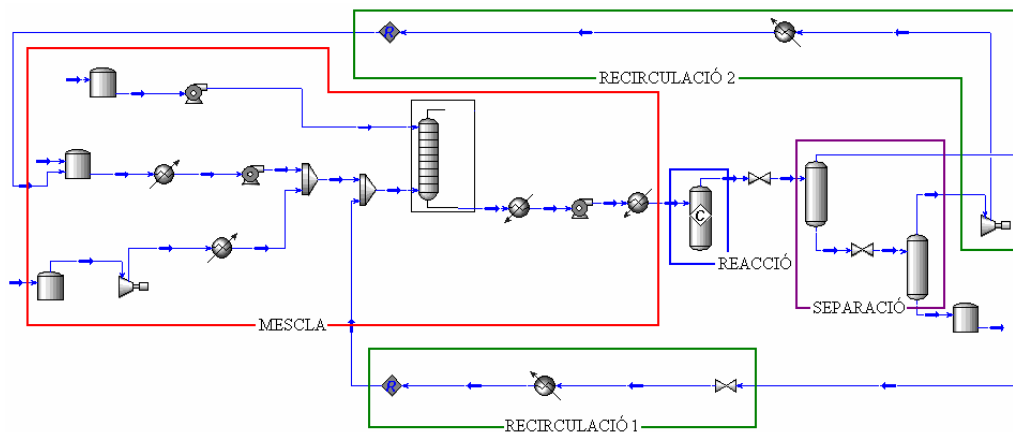 R
RECIRCULACIÓ 2
C
REACCIÓ
SEPARACIÓ
MESCLA
R
RECIRCULACIÓ 1